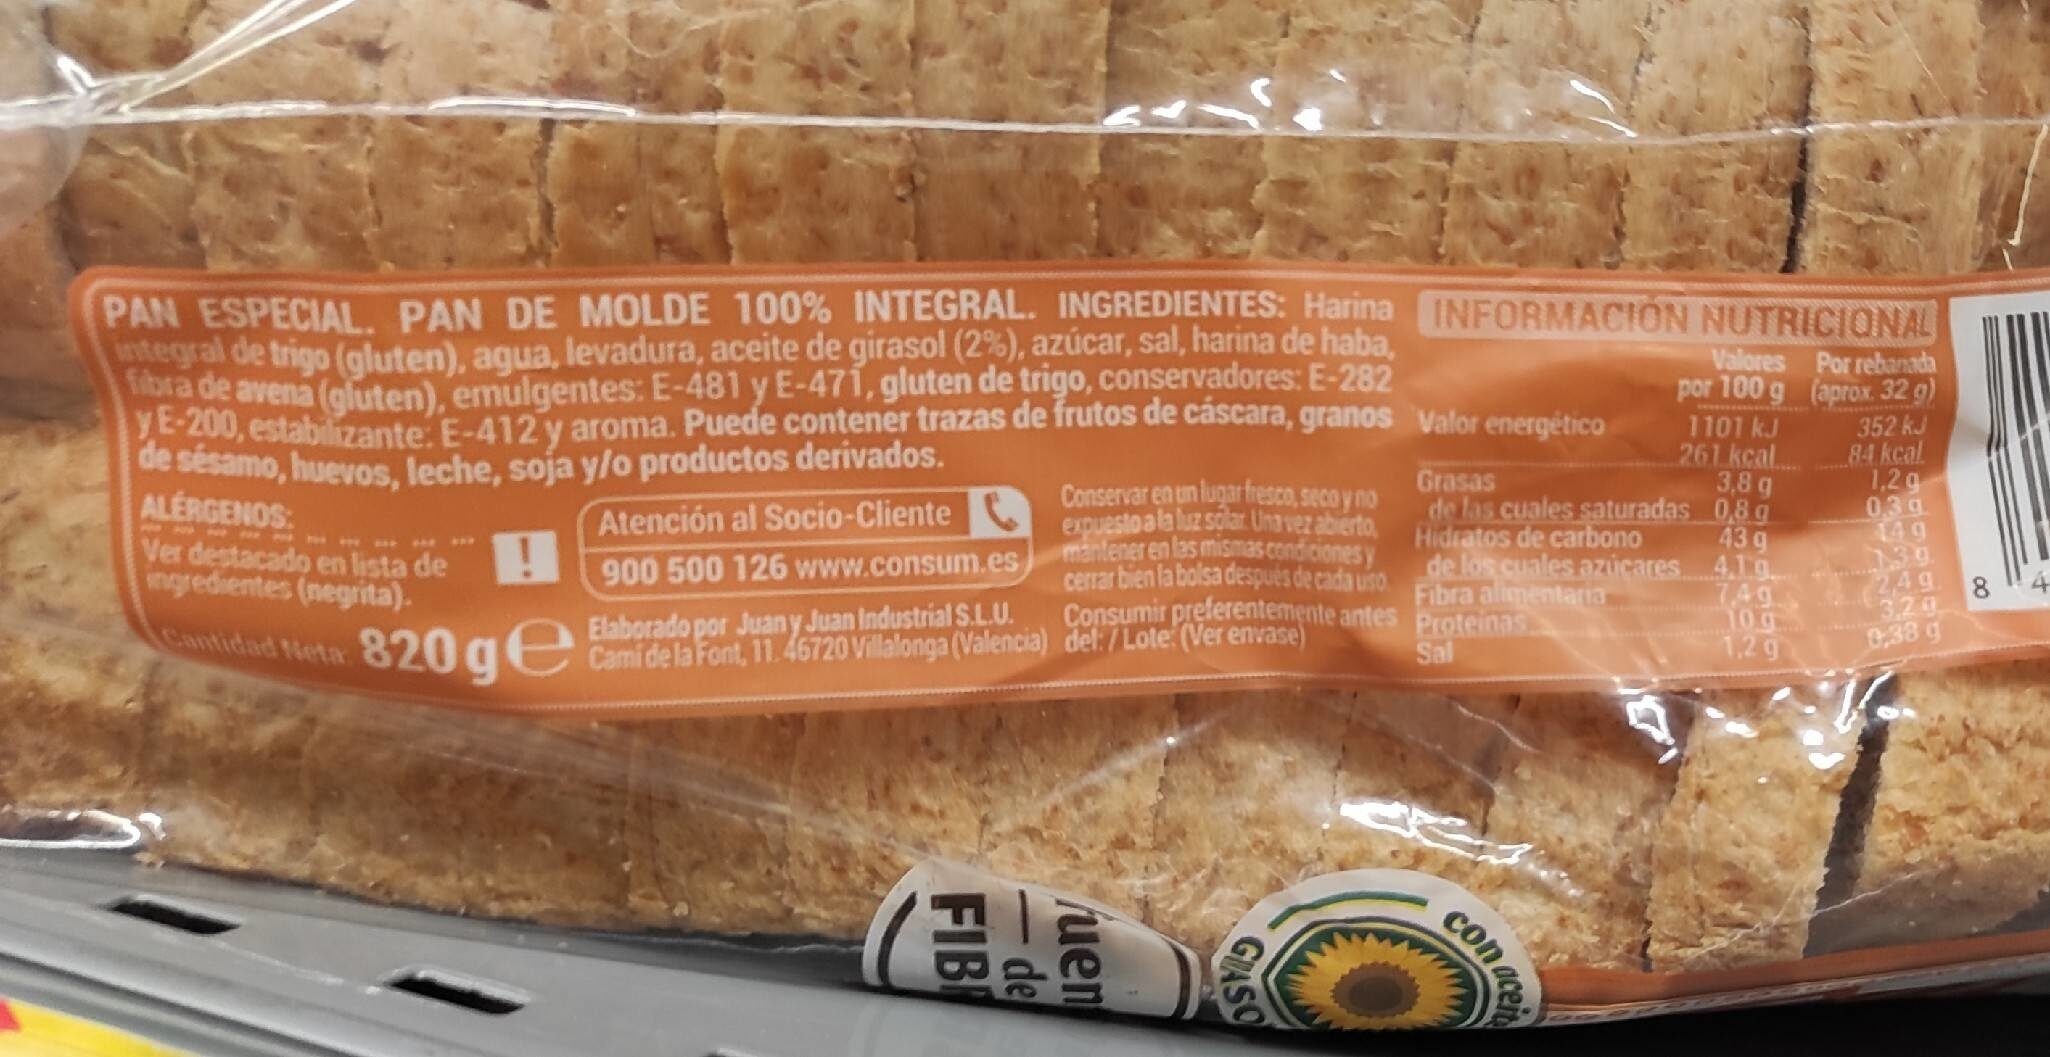 PAN ESPECIAL. PAN DE MOLDE 100% INTEGRAL. INGREDIENTES: Harina
integral de trigo (gluten), agua, levadura, aceite de girasol (2%), azúcar, sal, harina de haba,
fibra de avena (gluten), emulgentes: E-481 y E-471, gluten de trigo, conservadores: E-282
y E-200, estabilizante: E-412 y aroma. Puede contener trazas de frutos de cáscara, granos
de sésamo, huevos, leche, soja y/o productos derivados.
ALÉRGENOS:
Ver destacado en lista de
ingredientes (negrita).
!
Atención al Socio-Cliente
900 500 126 www.consum.es
Cantidad Neta: 820 g e
Elaborado por Juan y Juan Industrial S.L.U.
Camí de la Font, 11. 46720 Villalonga (Valencia)
Conservar en un lugar fresco, seco y no
expuesto a la luz solar. Una vez abierto,
mantener en las mismas condiciones y
cerrar bien la bolsa después de cada uso.
Consumir preferentemente antes
del: / Lote: (Ver envase)
INFORMACIÓN NUTRICIONAL
Valores Por rebanada
por 100 g (aprox. 32 g)
Valor energético 1101 kJ 352 kJ
261 kcal 84 kcal
Grasas 3,8 g 1,2 g
de las cuales saturadas 0,8 g 0,3 g
Hidratos de carbono 43 g 14 g
de los cuales azúcares 4,1 g 1,3 g
Fibra alimentaria 7,4 g 2,4 g
Proteínas 10 g 3,2 g
Sal 1,2 g 0,38 g
8 4
de
FIB
con aceit
GIRASO